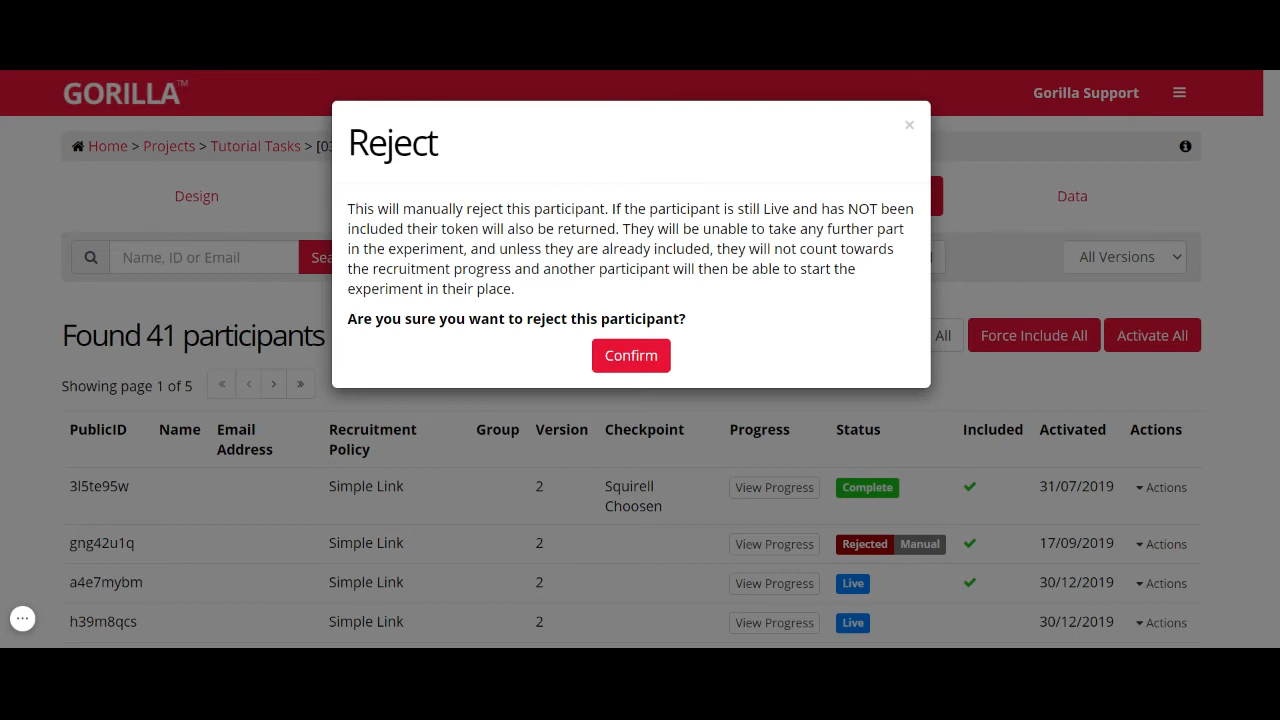 GORILLA™
Gorilla Support
Home > Projects > Tutorial Tasks > [03
Design
Data
Name, ID or Email
Sea
All Versions
Reject
×
This will manually reject this participant. If the participant is still Live and has NOT been
included their token will also be returned. They will be unable to take any further part
in the experiment, and unless they are already included, they will not count towards
the recruitment progress and another participant will then be able to start the
experiment in their place.
Are you sure you want to reject this participant?
Confirm
Found 41 participants
All
Force Include All
Activate All
Showing page 1 of 5
« ‹ › »
PublicID Name Email Address Recruitment Policy Group Version Checkpoint Progress Status Included Activated Actions
3l5te95w Simple Link 2 Squirell Choosen View Progress Complete 31/07/2019 Actions
gng42u1q Simple Link 2 View Progress Rejected Manual 17/09/2019 Actions
a4e7mybm Simple Link 2 View Progress Live 30/12/2019 Actions
h39m8qcs Simple Link 2 View Progress Live 30/12/2019 Actions